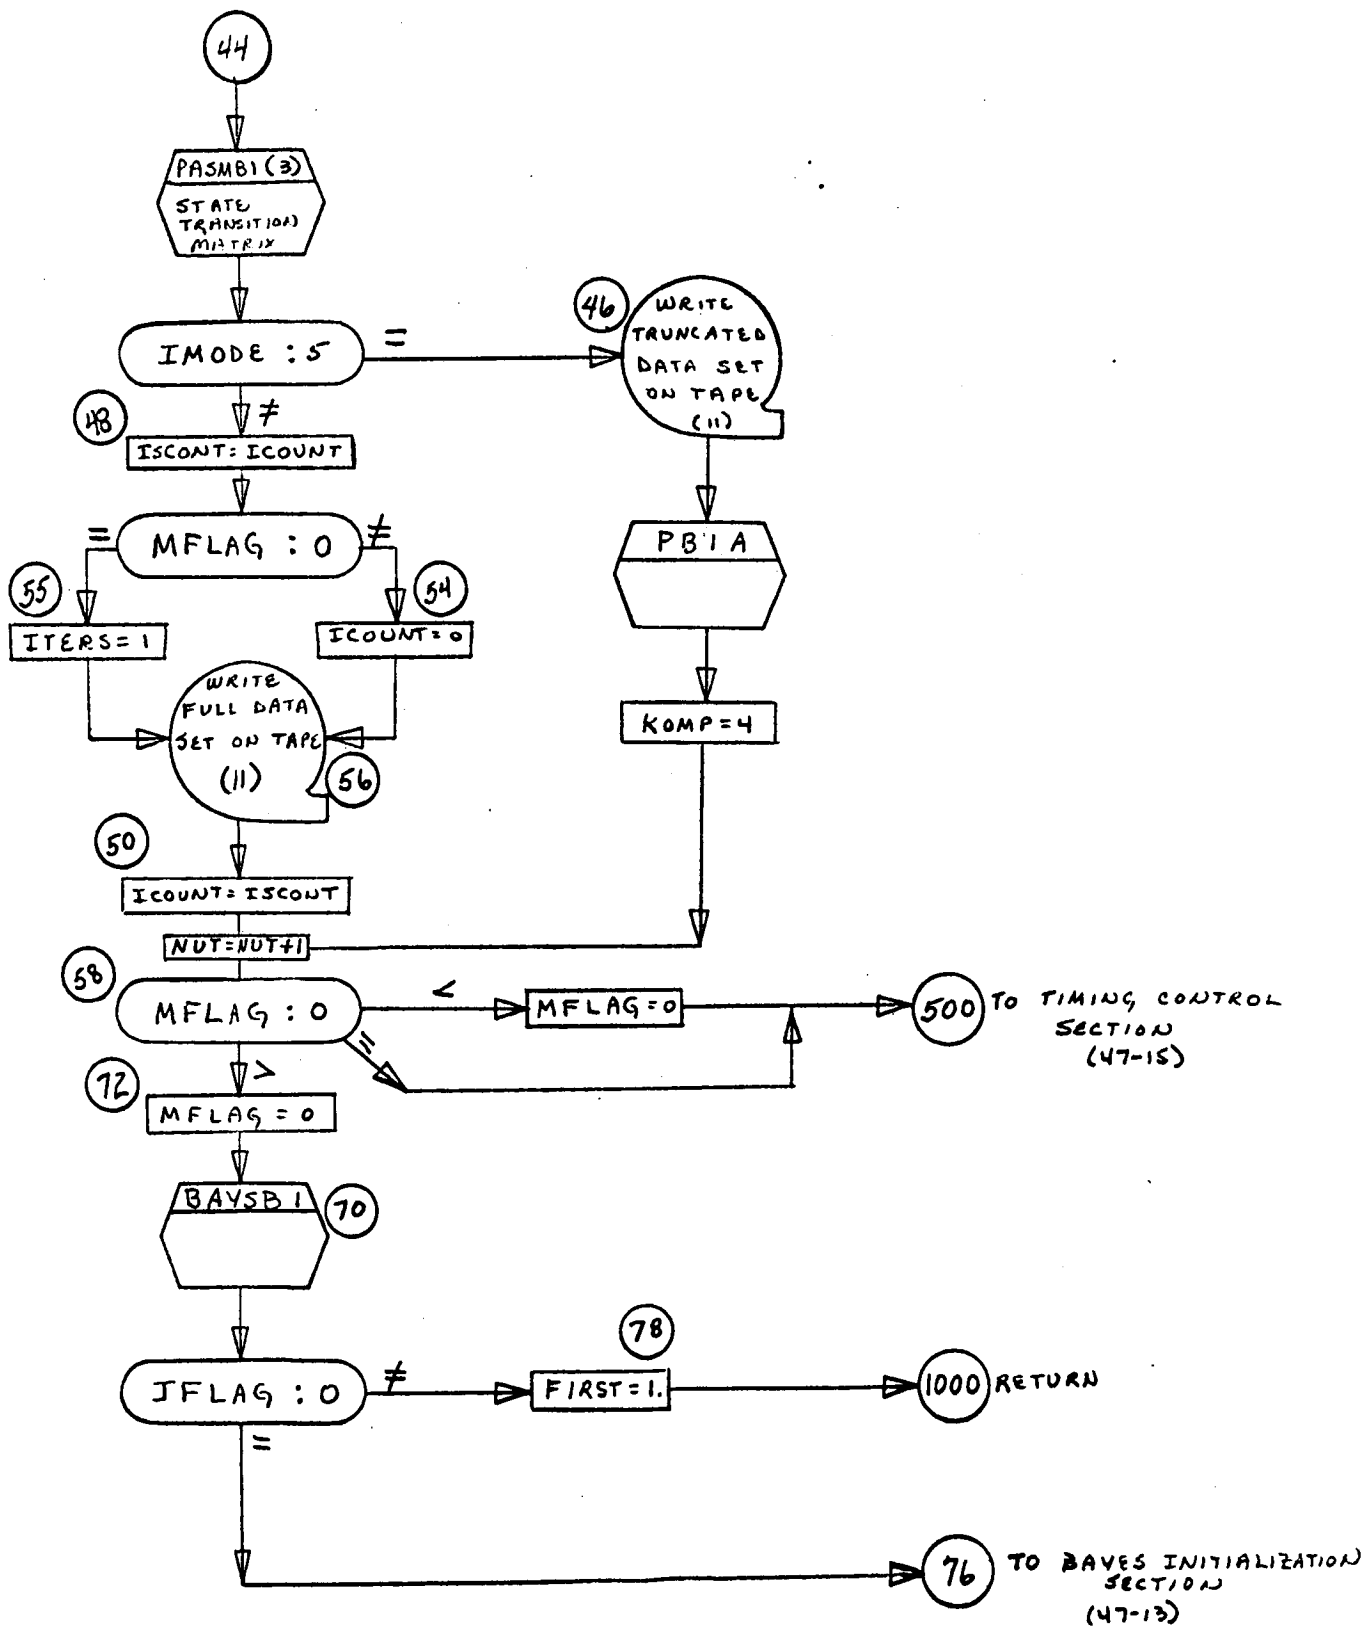 44
PASMB1(3)
STATE
TRANSITION
MATRIX
IMODE : 5
=
≠
46
WRITE
TRUNCATED
DATA SET
ON TAPE
(11)
48
ISCONT=ICOUNT
MFLAG : 0
=
≠
PB1A
55
ITERS=1
54
ICOUNT=0
WRITE
FULL DATA
SET ON TAPE
(11)
56
KOMP=4
50
ICOUNT=ISCONT
NUT=NUT+1
58
MFLAG : 0
<
MFLAG=0
500
TO TIMING CONTROL
SECTION
(47-15)
=
>
72
MFLAG = 0
BAYSB1
70
JFLAG : 0
≠
78
FIRST=1.
1000
RETURN
=
76
TO BAYES INITIALIZATION
SECTION
(47-13)